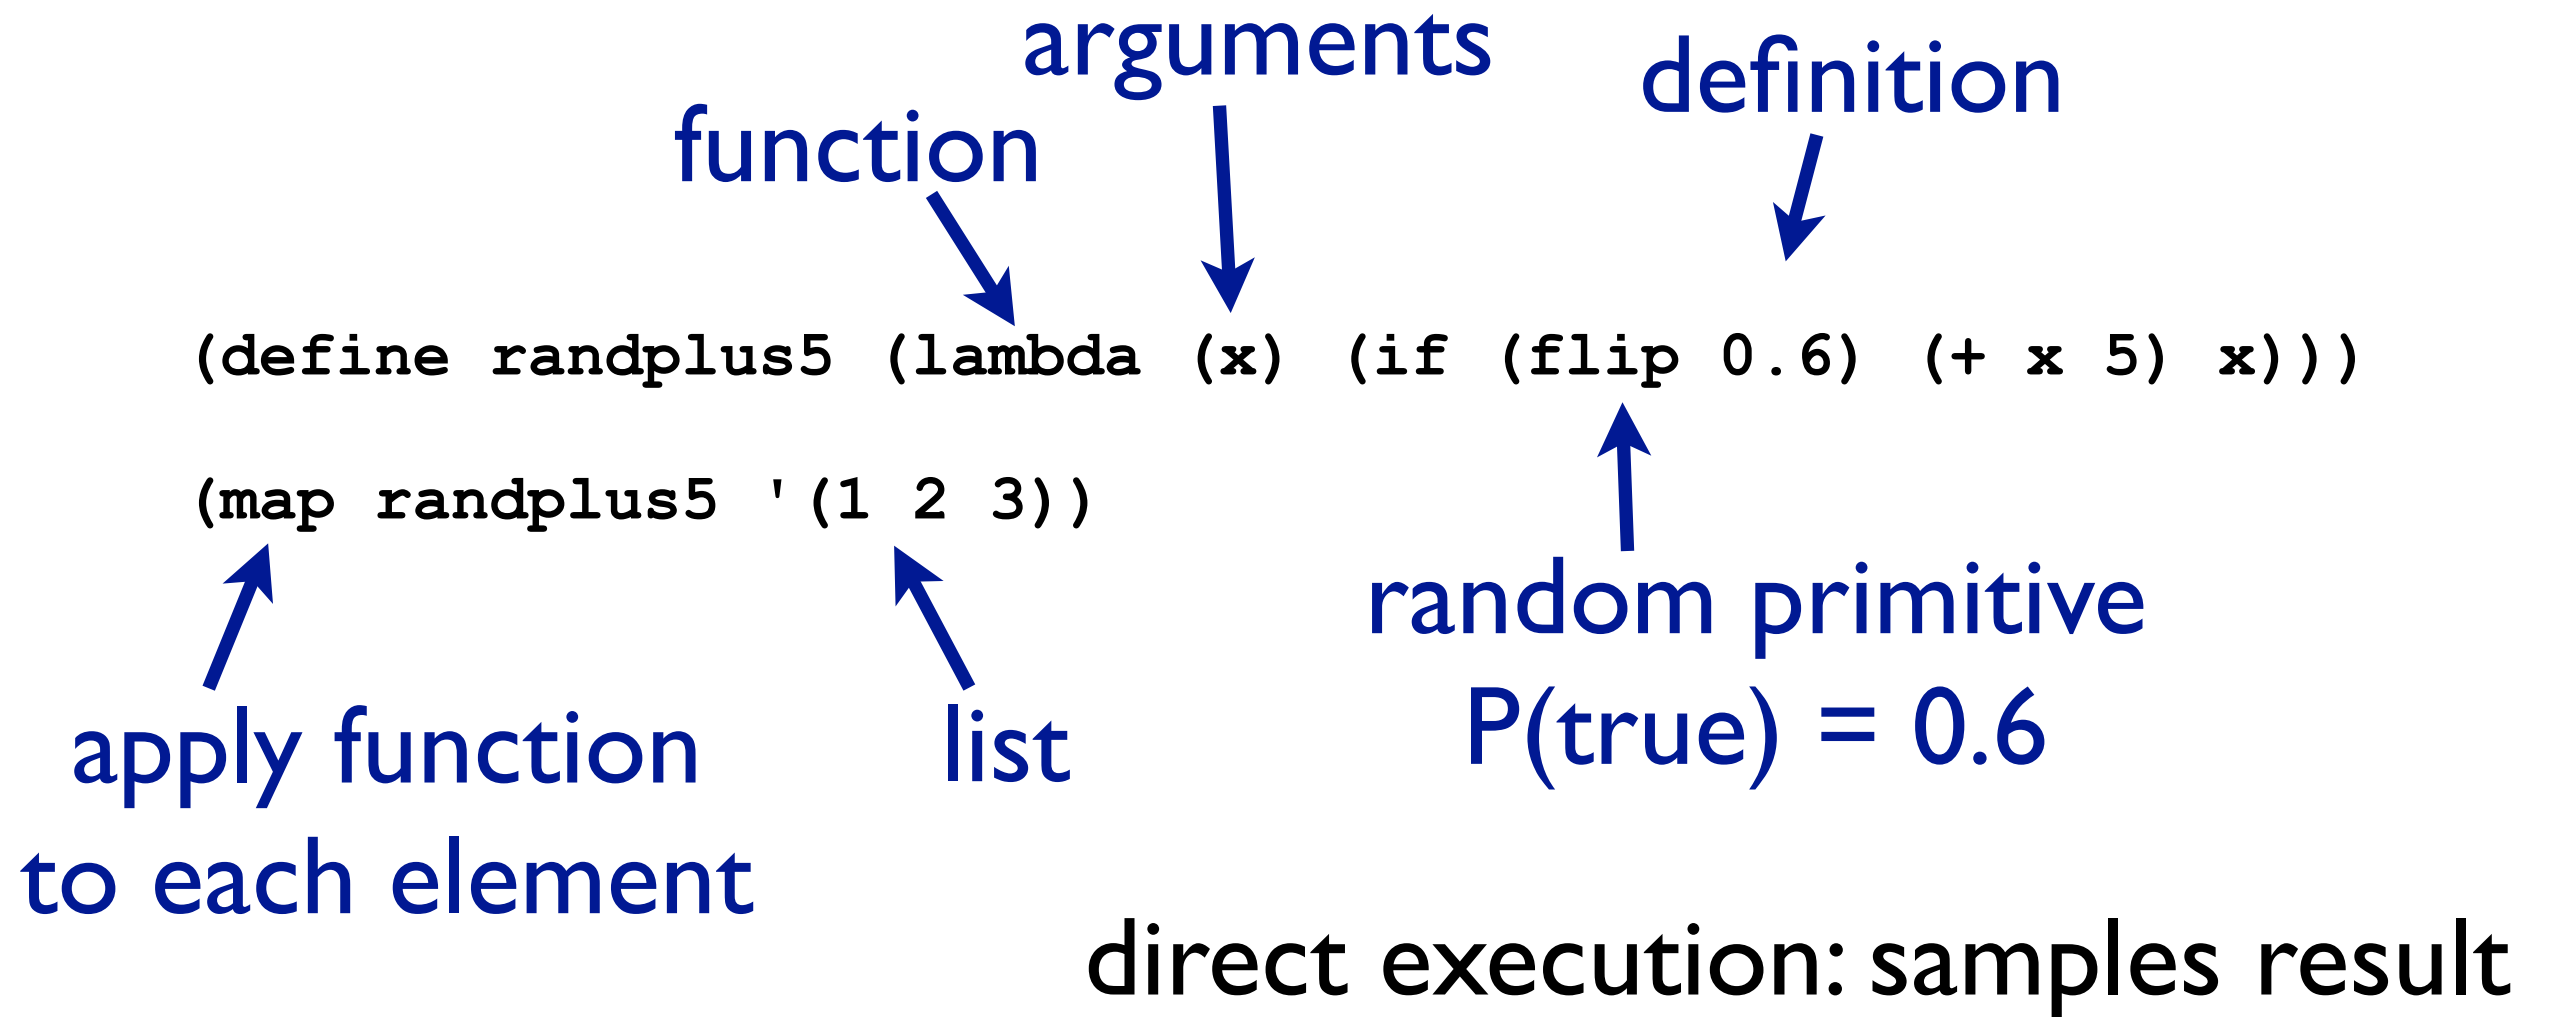 arguments
definition
function
(define randplus5 (lambda (x) (if (flip 0.6) (+ x 5) x)))
(map randplus5 '(1 2 3))
random primitive
P(true) = 0.6
apply function
to each element
list
direct execution: samples result